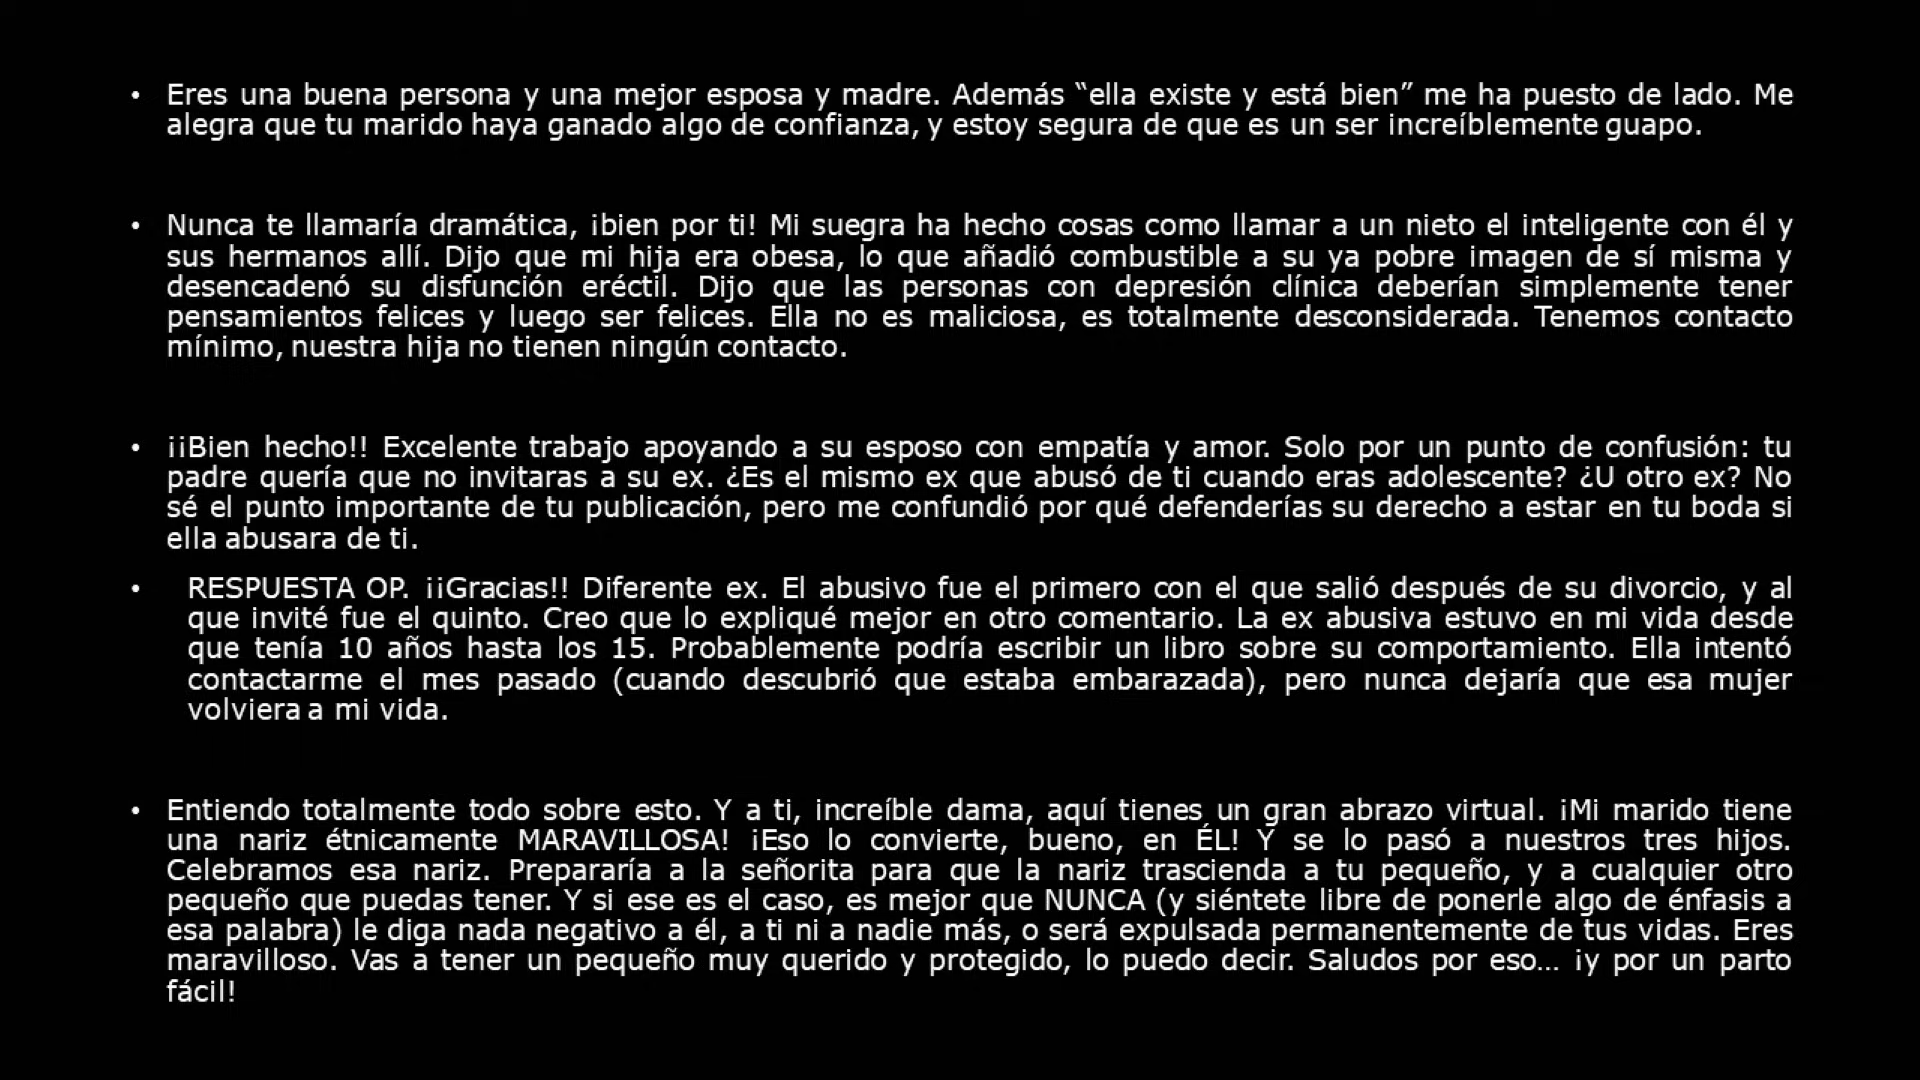 • Eres una buena persona y una mejor esposa y madre. Además “ella existe y está bien” me ha puesto de lado. Me
alegra que tu marido haya ganado algo de confianza, y estoy segura de que es un ser increíblemente guapo.
• Nunca te llamaría dramática, ¡bien por ti! Mi suegra ha hecho cosas como llamar a un nieto el inteligente con él y
sus hermanos allí. Dijo que mi hija era obesa, lo que añadió combustible a su ya pobre imagen de sí misma y
desencadenó su disfunción eréctil. Dijo que las personas con depresión clínica deberían simplemente tener
pensamientos felices y luego ser felices. Ella no es maliciosa, es totalmente desconsiderada. Tenemos contacto
mínimo, nuestra hija no tienen ningún contacto.
• ¡¡Bien hecho!! Excelente trabajo apoyando a su esposo con empatía y amor. Solo por un punto de confusión: tu
padre quería que no invitaras a su ex. ¿Es el mismo ex que abusó de ti cuando eras adolescente? ¿U otro ex? No
sé el punto importante de tu publicación, pero me confundió por qué defenderías su derecho a estar en tu boda si
ella abusara de ti.
• RESPUESTA OP. ¡¡Gracias!! Diferente ex. El abusivo fue el primero con el que salió después de su divorcio, y al
que invité fue el quinto. Creo que lo expliqué mejor en otro comentario. La ex abusiva estuvo en mi vida desde
que tenía 10 años hasta los 15. Probablemente podría escribir un libro sobre su comportamiento. Ella intentó
contactarme el mes pasado (cuando descubrió que estaba embarazada), pero nunca dejaría que esa mujer
volviera a mi vida.
• Entiendo totalmente todo sobre esto. Y a ti, increíble dama, aquí tienes un gran abrazo virtual. ¡Mi marido tiene
una nariz étnicamente MARAVILLOSA! ¡Eso lo convierte, bueno, en ÉL! Y se lo pasó a nuestros tres hijos.
Celebramos esa nariz. Prepararía a la señorita para que la nariz trascienda a tu pequeño, y a cualquier otro
pequeño que puedas tener. Y si ese es el caso, es mejor que NUNCA (y siéntete libre de ponerle algo de énfasis a
esa palabra) le diga nada negativo a él, a ti ni a nadie más, o será expulsada permanentemente de tus vidas. Eres
maravilloso. Vas a tener un pequeño muy querido y protegido, lo puedo decir. Saludos por eso… ¡y por un parto
fácil!